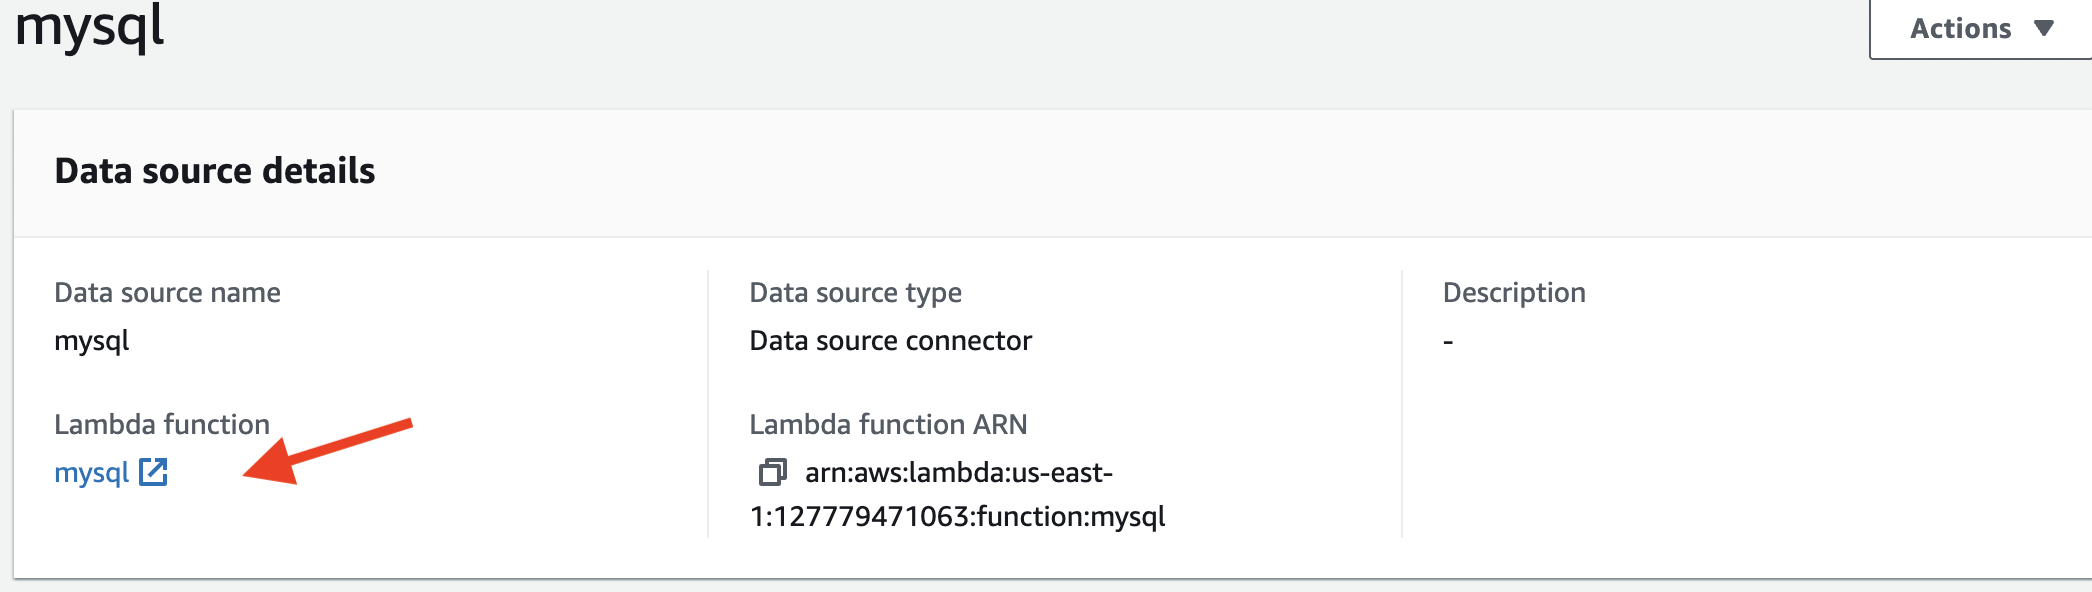 mysql
Actions
Data source details
Data source name
mysql
Lambda function
mysql
Data source type
Data source connector
Lambda function ARN
arn:aws:lambda:us-east-
1:127779471063:function:mysql
Description
-